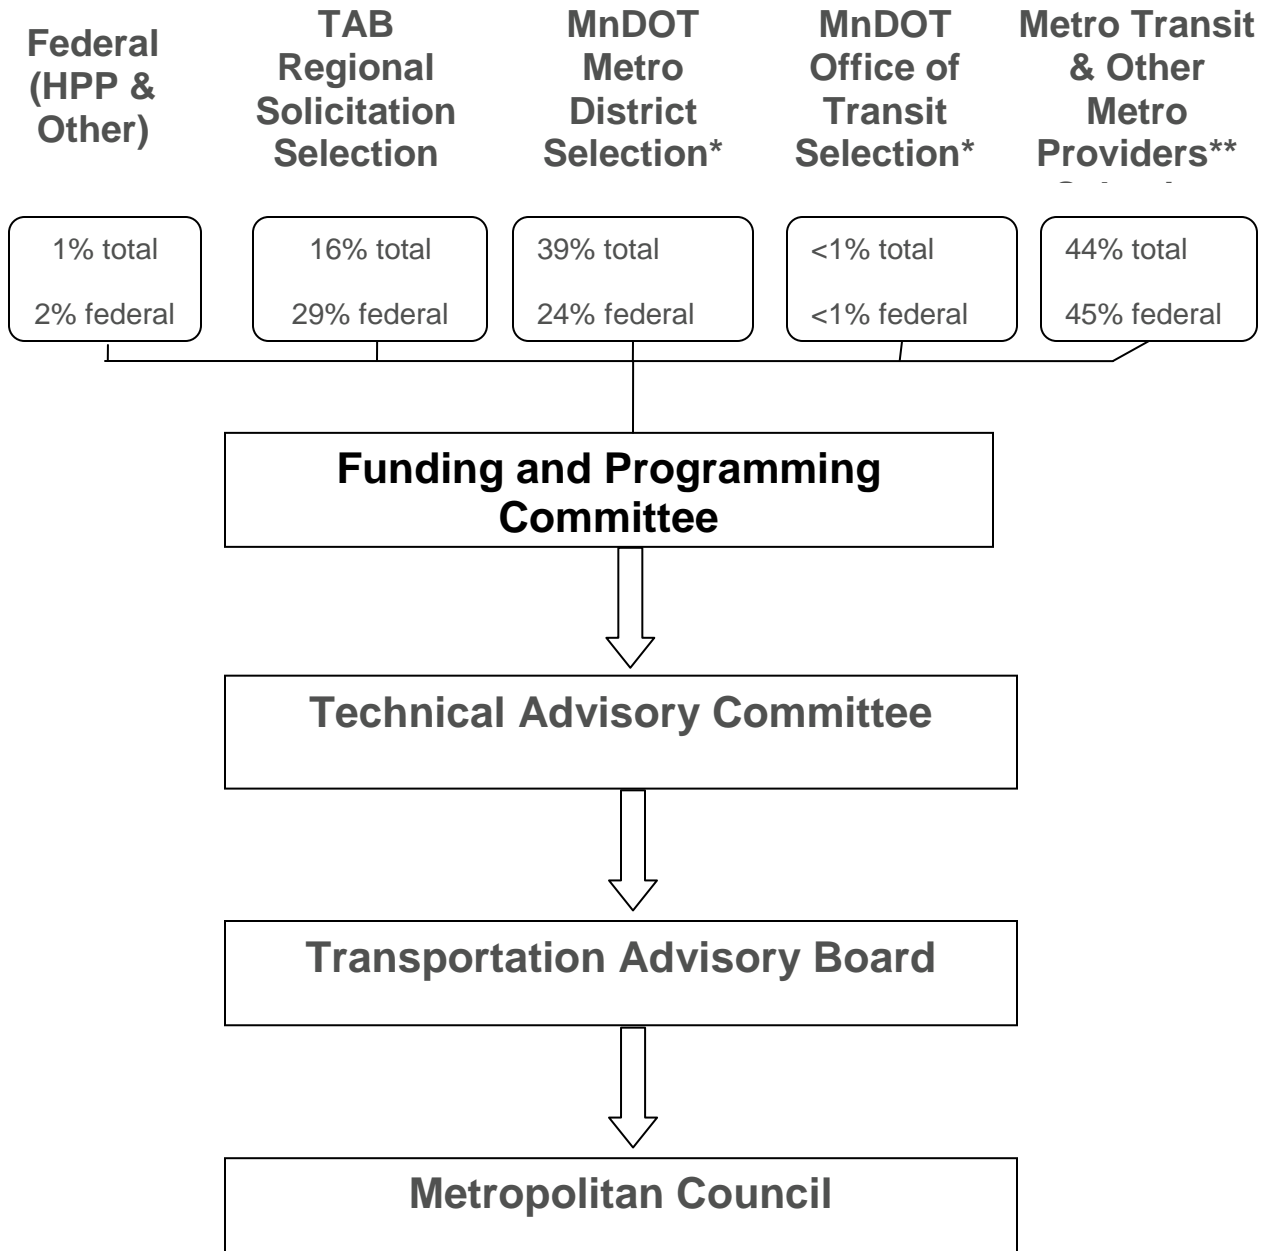 Federal
(HPP &
Other)
TAB
Regional
Solicitation
Selection
MnDOT
Metro
District
Selection*
MnDOT
Office of
Transit
Selection*
Metro Transit
& Other
Metro
Providers**
1% total
2% federal
16% total
29% federal
39% total
24% federal
<1% total
<1% federal
44% total
45% federal
Funding and Programming
Committee
Technical Advisory Committee
Transportation Advisory Board
Metropolitan Council